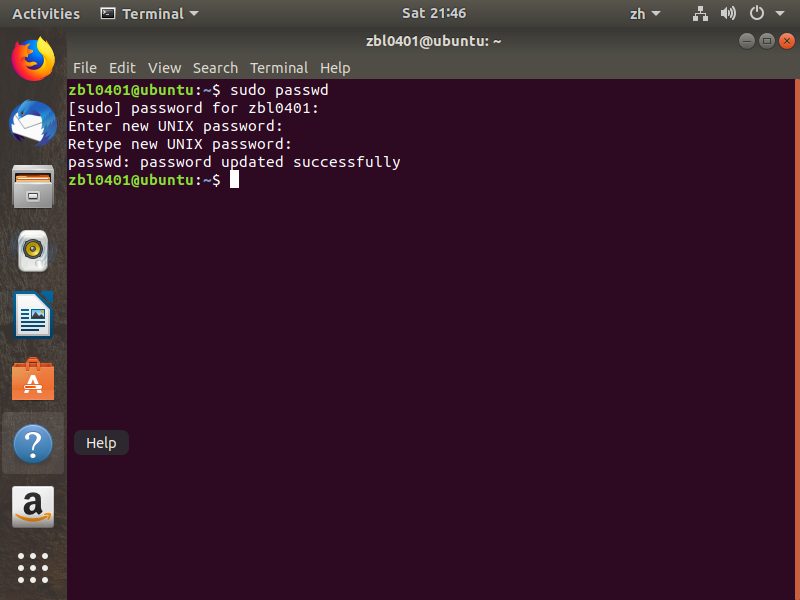 Activities Terminal Sat 21:46 zh
zbl0401@ubuntu: ~
File Edit View Search Terminal Help
zbl0401@ubuntu:~$ sudo passwd
[sudo] password for zbl0401:
Enter new UNIX password:
Retype new UNIX password:
passwd: password updated successfully
zbl0401@ubuntu:~$
Help